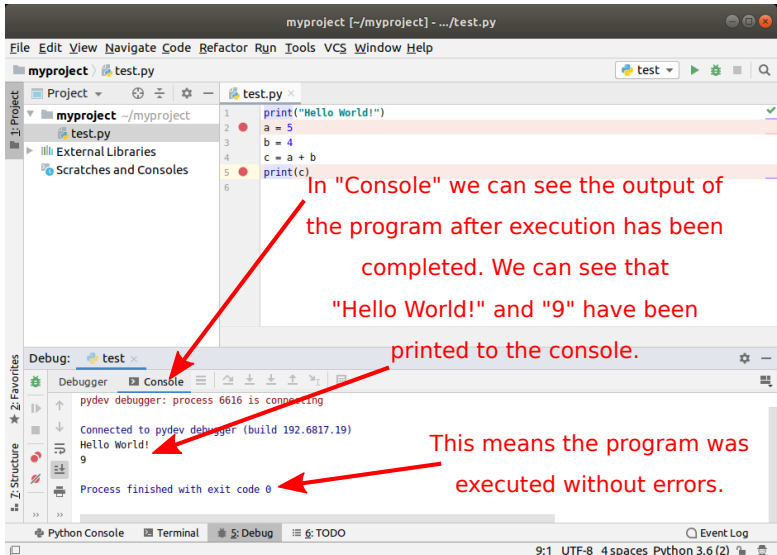 myproject [~/myproject] - .../test.py
File Edit View Navigate Code Refactor Run Tools VCS Window Help
myproject test.py test
1: Project
Project
test.py
myproject ~/myproject
test.py
External Libraries
Scratches and Consoles
1 print("Hello World!")
2 a = 5
3 b = 4
4 c = a + b
5 print(c)
6
In "Console" we can see the output of
the program after execution has been
completed. We can see that
"Hello World!" and "9" have been
printed to the console.
2: Favorites
7: Structure
Debug: test
Debugger Console
pydev debugger: process 6616 is connecting
Connected to pydev debugger (build 192.6817.19)
Hello World!
9
Process finished with exit code 0
This means the program was
executed without errors.
Python Console Terminal 5: Debug 6: TODO Event Log
9:1 UTF-8 4 spaces Python 3.6 (2)